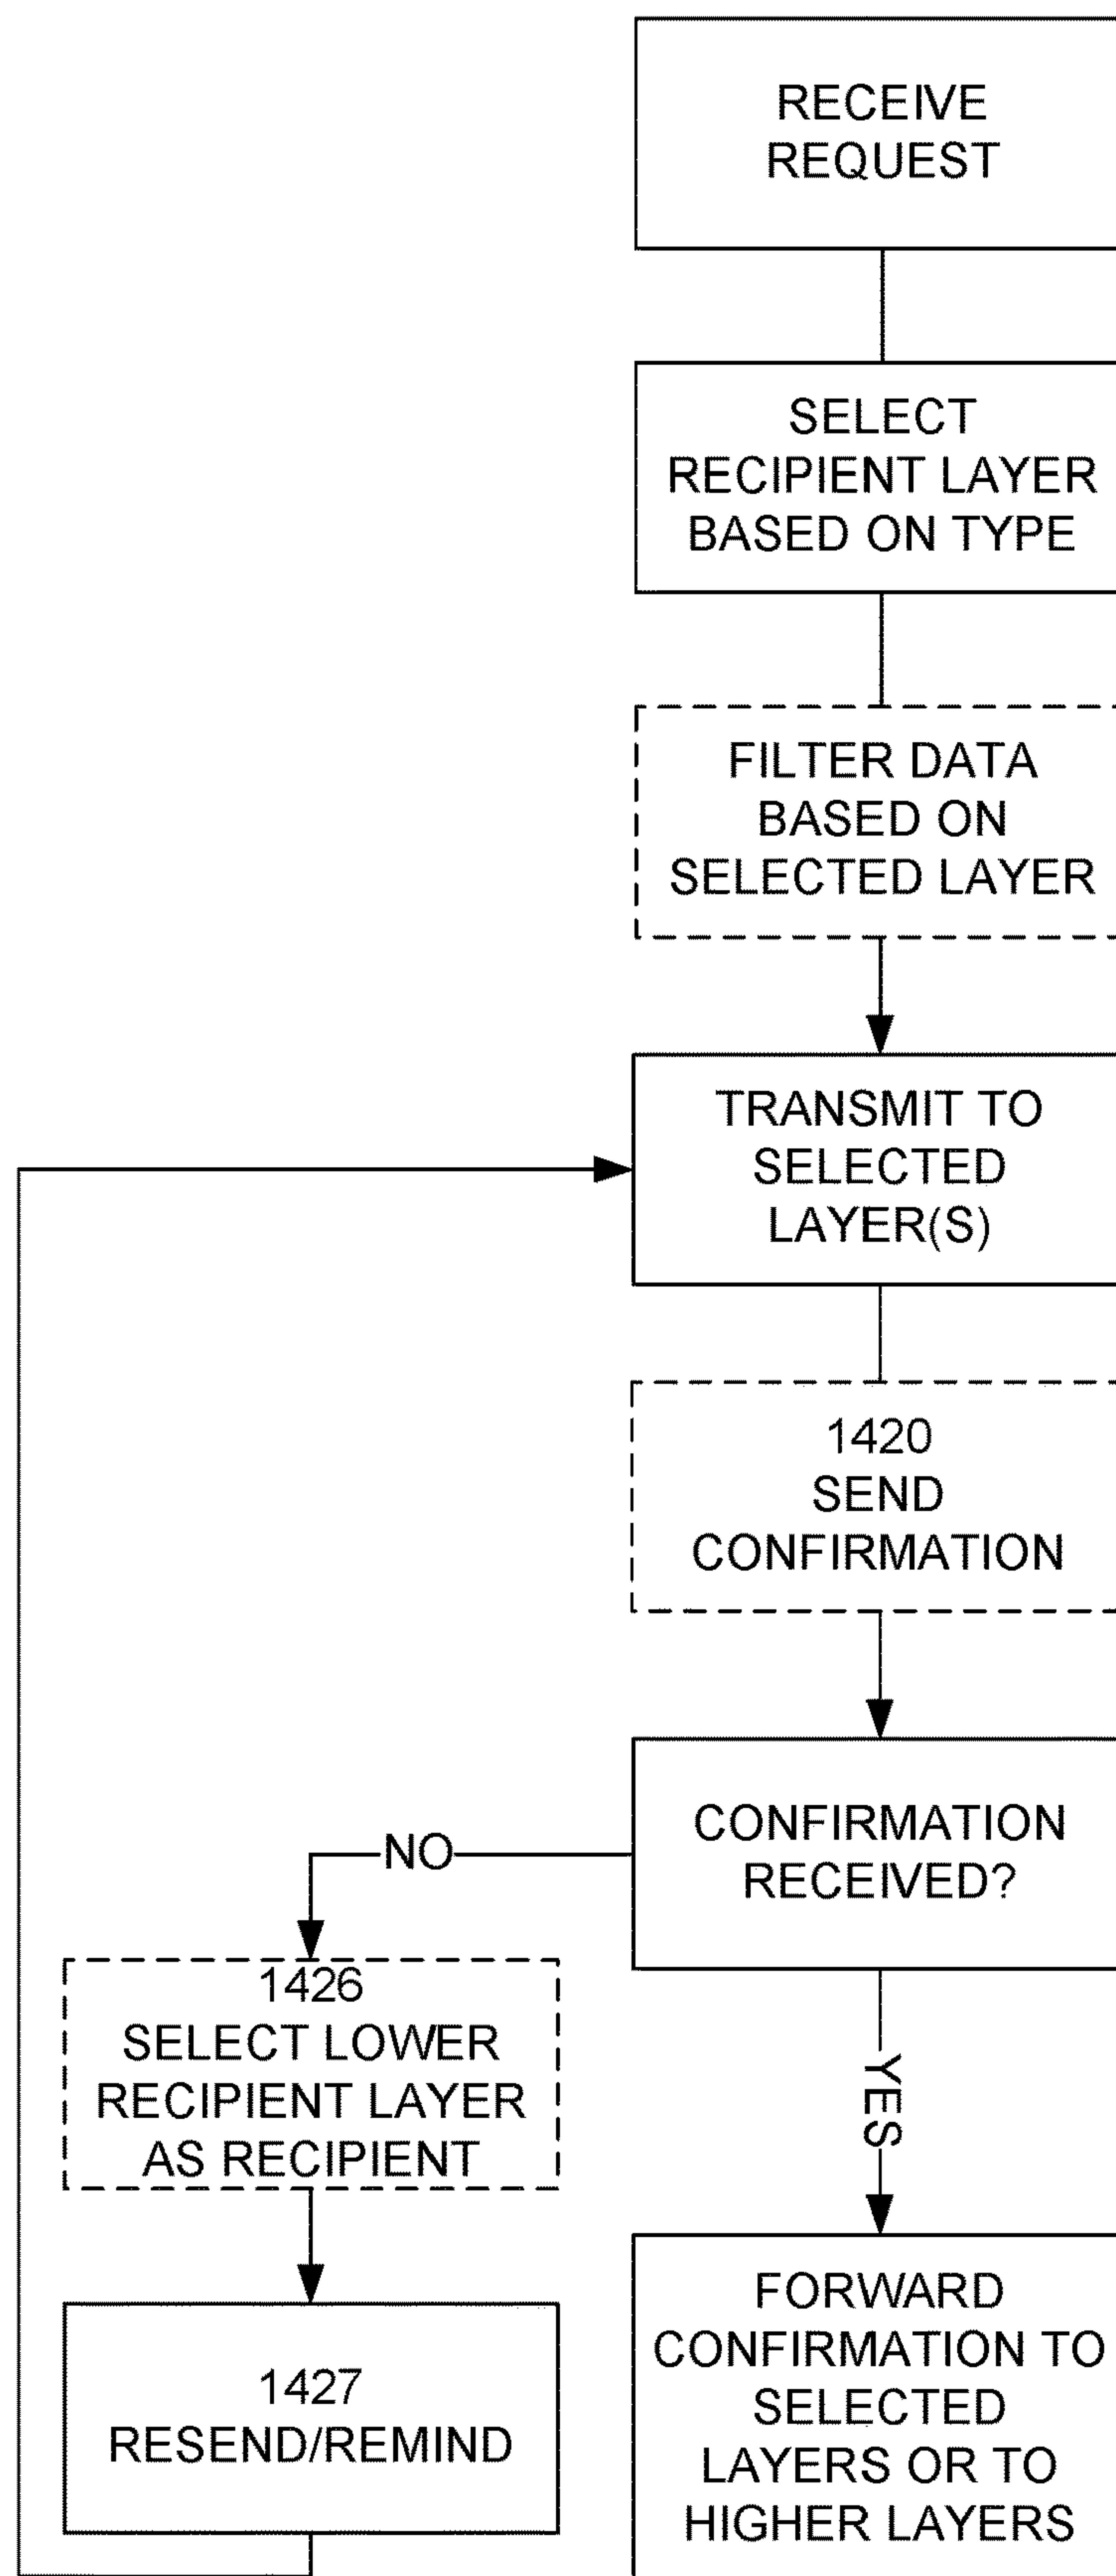 RECEIVE
REQUEST
SELECT
RECIPIENT LAYER
BASED ON TYPE
FILTER DATA
BASED ON
SELECTED LAYER
TRANSMIT TO
SELECTED
LAYER(S)
1420
SEND
CONFIRMATION
CONFIRMATION
RECEIVED?
NO
1426
SELECT LOWER
RECIPIENT LAYER
AS RECIPIENT
1427
RESEND/REMIND
YES
FORWARD
CONFIRMATION TO
SELECTED
LAYERS OR TO
HIGHER LAYERS